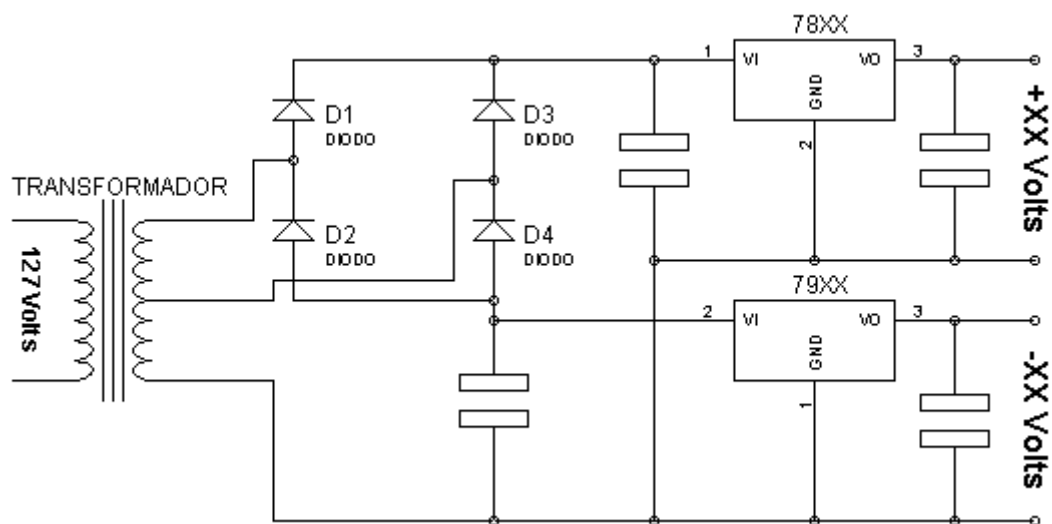 78XX
1
VI
VO
3
GND
2
+XX Volts
D1
DIODO
D3
DIODO
TRANSFORMADOR
127 Volts
D2
DIODO
D4
DIODO
79XX
2
VI
VO
3
GND
1
-XX Volts